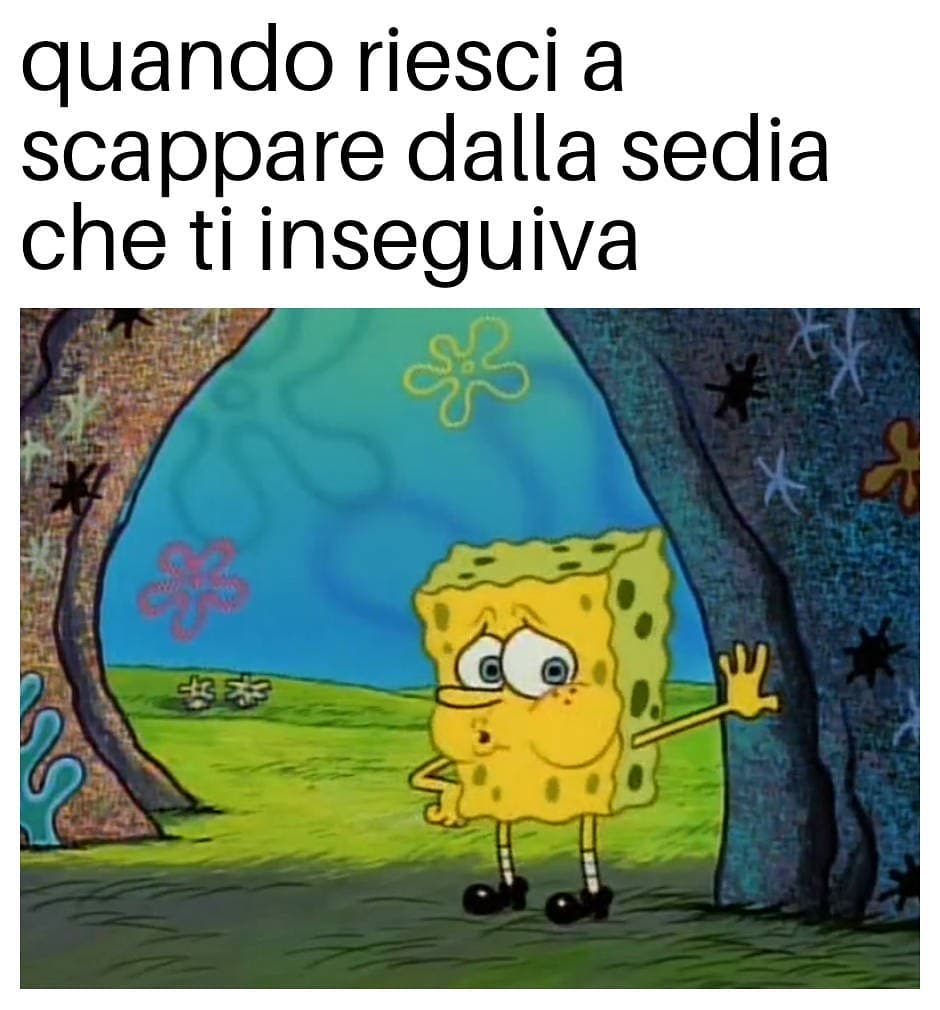 quando riesci a
scappare dalla sedia
che ti inseguiva